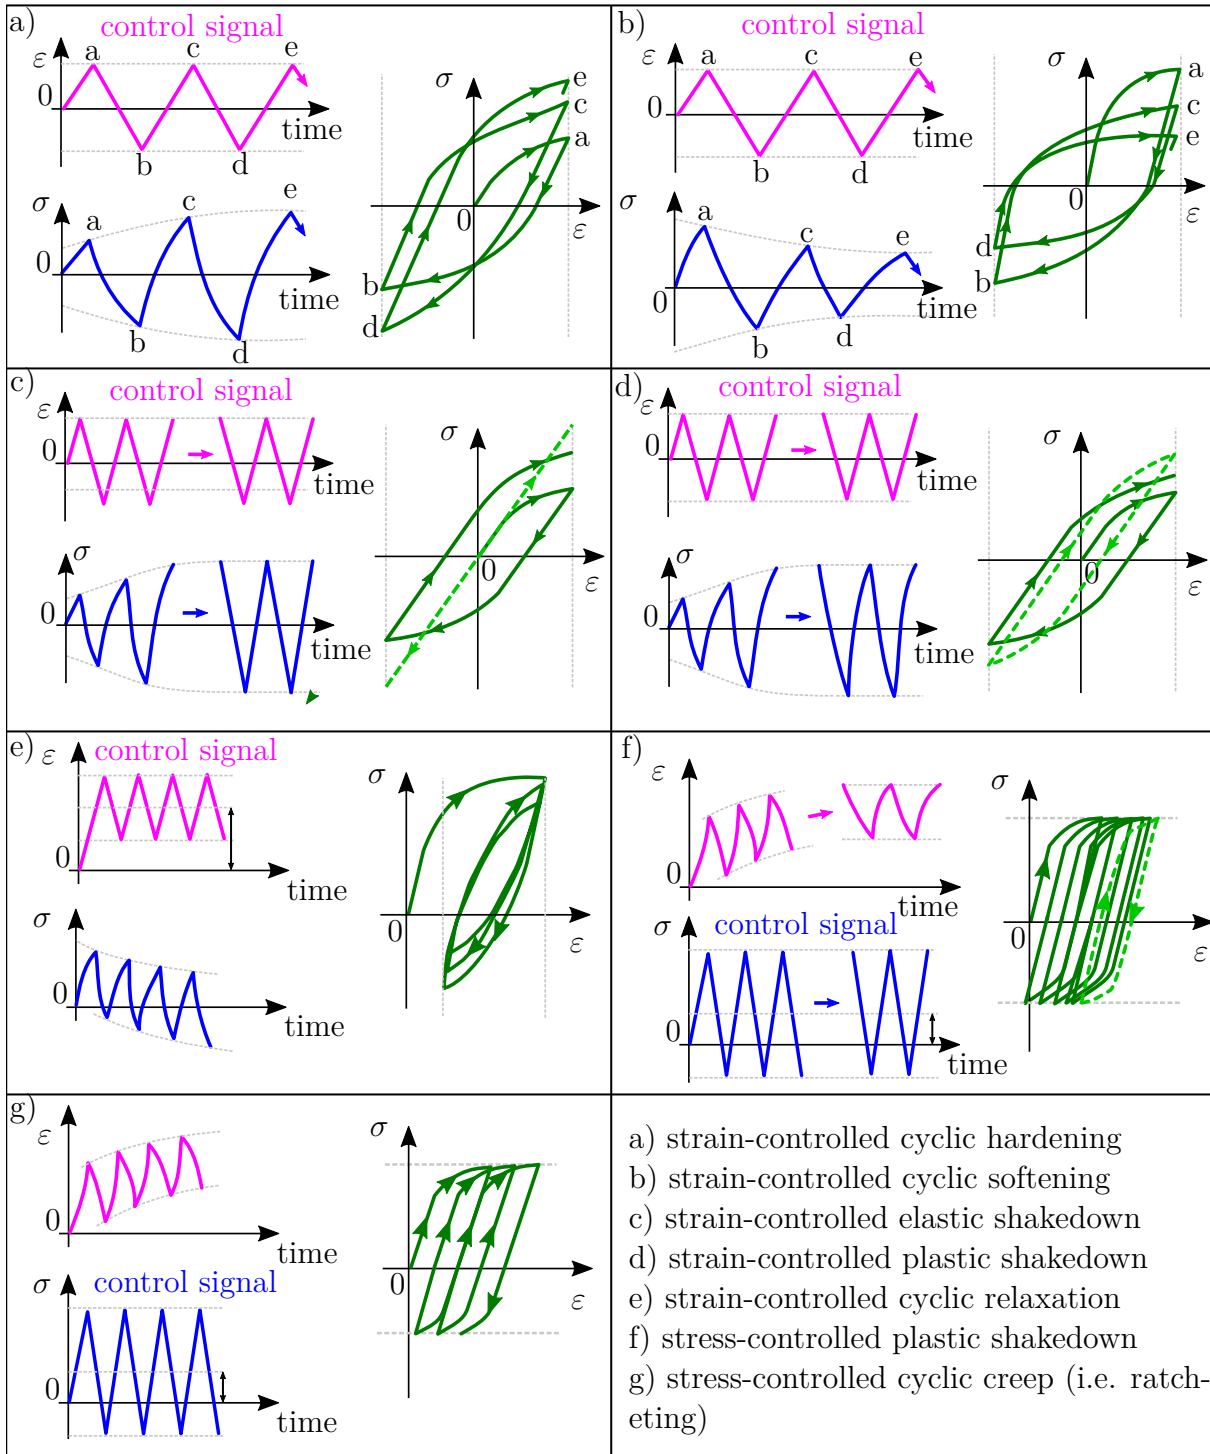 a)
control signal
ε
a
c
e
0
time
b
d
σ
a
c
e
0
time
b
d
σ
e
c
a
0
ε
b
d
b)
control signal
ε
a
c
e
0
time
b
d
σ
a
c
e
0
time
b
d
σ
a
c
e
0
ε
d
b
c)
control signal
ε
0
time
σ
0
time
σ
0
ε
d)
control signal
ε
0
time
σ
0
time
σ
0
ε
e)
control signal
ε
0
time
σ
0
time
σ
0
ε
f)
ε
0
time
control signal
σ
0
time
σ
0
ε
g)
ε
0
time
control signal
σ
0
time
σ
0
ε
a) strain-controlled cyclic hardening
b) strain-controlled cyclic softening
c) strain-controlled elastic shakedown
d) strain-controlled plastic shakedown
e) strain-controlled cyclic relaxation
f) stress-controlled plastic shakedown
g) stress-controlled cyclic creep (i.e. ratch-
eting)